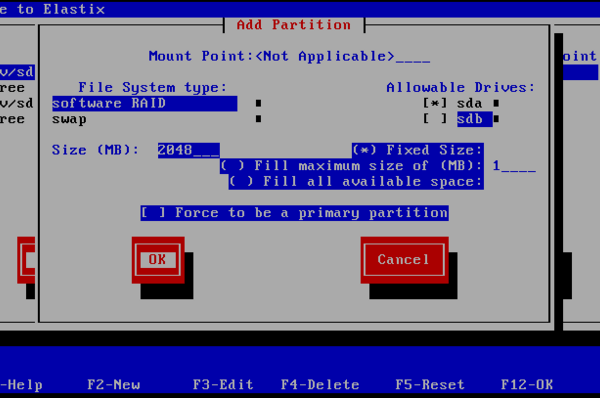 e to Elastix
Add Partition
Mount Point:<Not Applicable>____
oint
File System type: Allowable Drives:
v/sd software RAID [*] sda
ree swap [ ] sdb
v/sd
ree
Size (MB): 2048___ (*) Fixed Size:
( ) Fill maximum size of (MB): 1____
( ) Fill all available space:
[ ] Force to be a primary partition
OK Cancel
-Help F2-New F3-Edit F4-Delete F5-Reset F12-OK